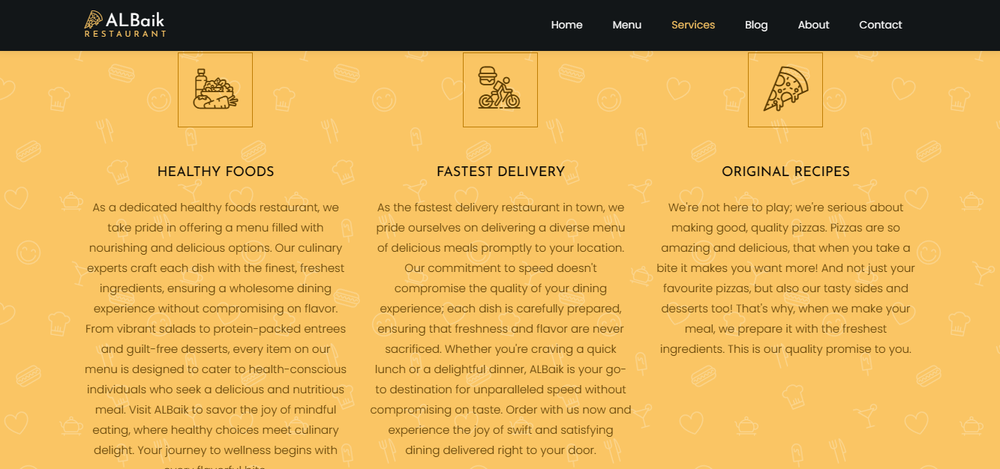 ALBaik
RESTAURANT
Home
Menu
Services
Blog
About
Contact
HEALTHY FOODS
As a dedicated healthy foods restaurant, we
take pride in offering a menu filled with
nourishing and delicious options. Our culinary
experts craft each dish with the finest, freshest
ingredients, ensuring a wholesome dining
experience without compromising on flavor.
From vibrant salads to protein-packed entrees
and guilt-free desserts, every item on our
menu is designed to cater to health-conscious
individuals who seek a delicious and nutritious
meal. Visit ALBaik to savor the joy of mindful
eating, where healthy choices meet culinary
delight. Your journey to wellness begins with
every flavorful bite.
FASTEST DELIVERY
As the fastest delivery restaurant in town, we
pride ourselves on delivering a diverse menu
of delicious meals promptly to your location.
Our commitment to speed doesn't
compromise the quality of your dining
experience; each dish is carefully prepared,
ensuring that freshness and flavor are never
sacrificed. Whether you're craving a quick
lunch or a delightful dinner, ALBaik is your go-
to destination for unparalleled speed without
compromising on taste. Order with us now and
experience the joy of swift and satisfying
dining delivered right to your door.
ORIGINAL RECIPES
We're not here to play; we're serious about
making good, quality pizzas. Pizzas are so
amazing and delicious, that when you take a
bite it makes you want more! And not just your
favourite pizzas, but also our tasty sides and
desserts too! That's why, when we make your
meal, we prepare it with the freshest
ingredients. This is our quality promise to you.